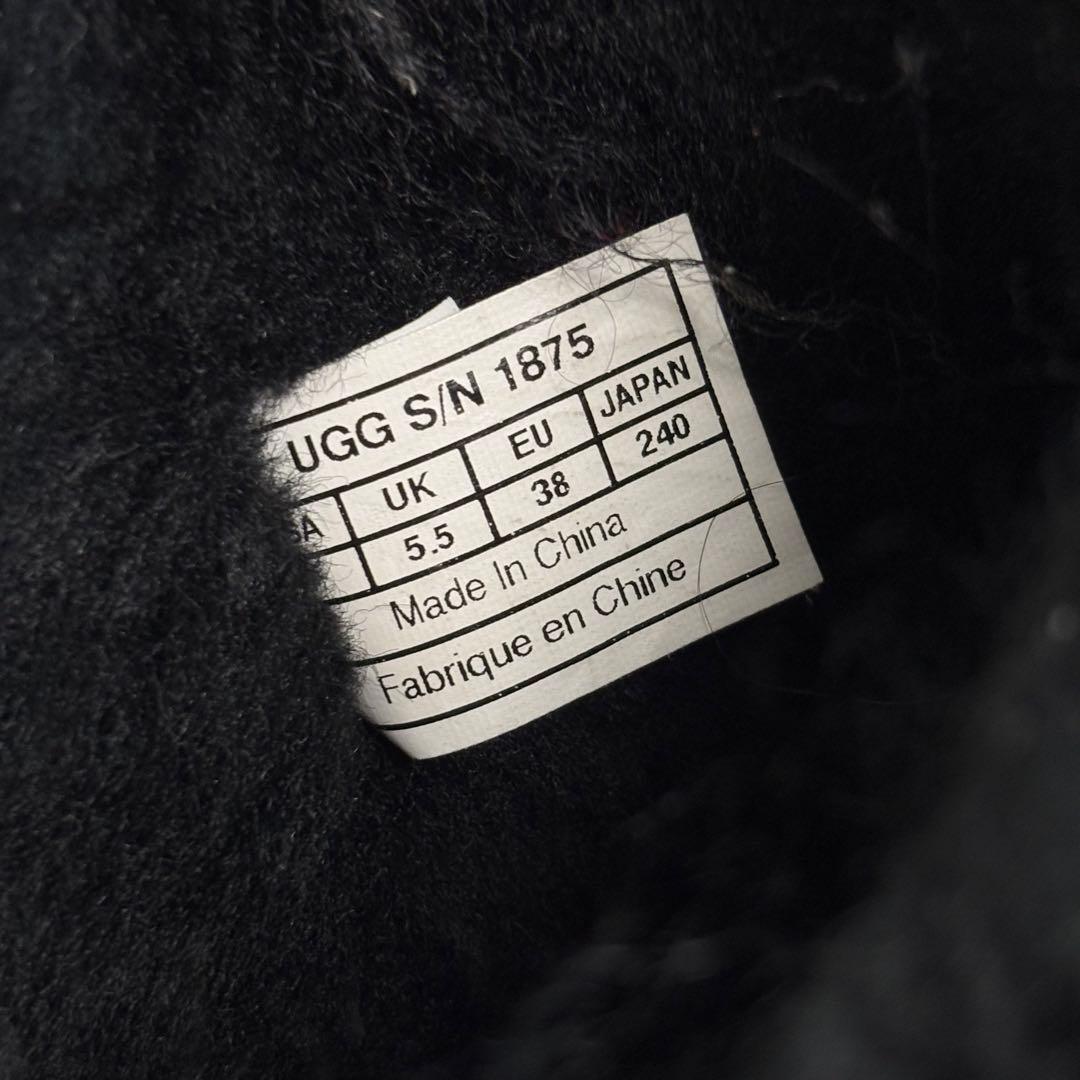 UGG S/N 1875
UK EU JAPAN
5.5 38 240
Made In China
Fabrique en Chine